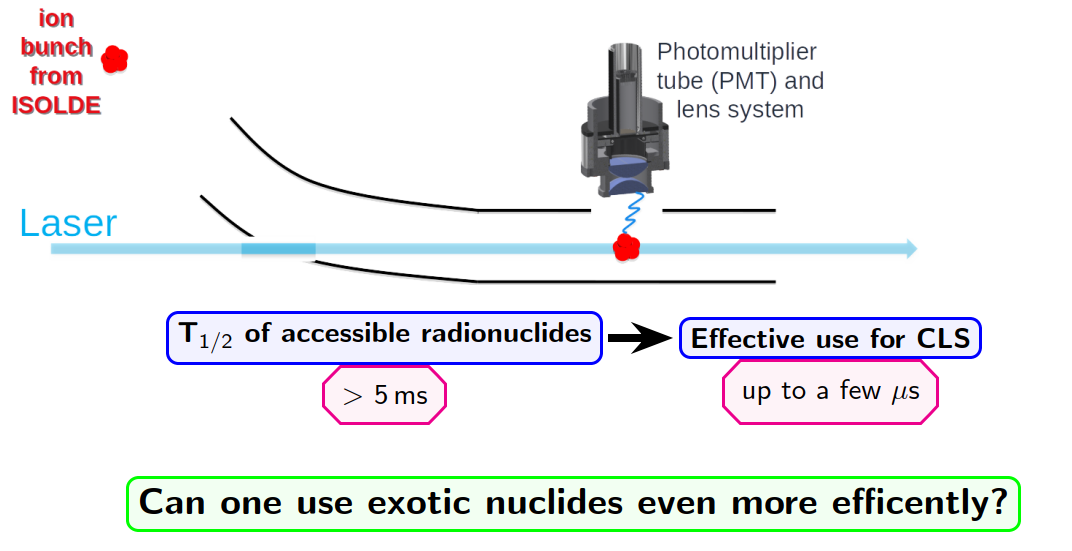 ion
bunch
from
ISOLDE
Photomultiplier
tube (PMT) and
lens system
Laser
T1/2 of accessible radionuclides
Effective use for CLS
> 5 ms
up to a few μs
Can one use exotic nuclides even more efficently?